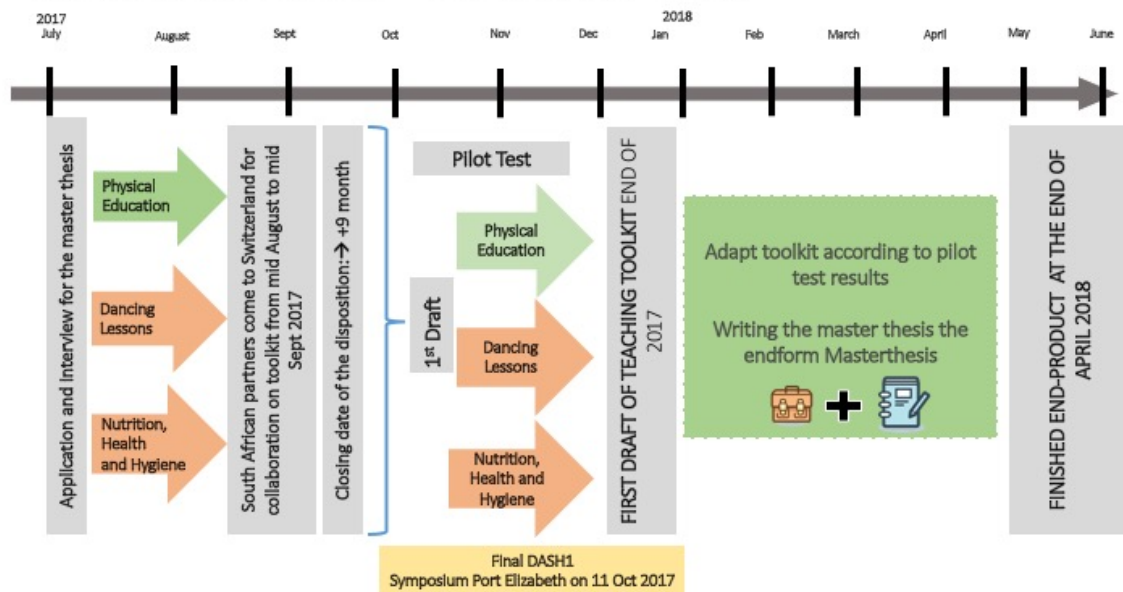 2017
July
August
Sept
Oct
Nov
Dec
2018
Jan
Feb
March
April
May
June
Application and Interview for the master thesis
Physical
Education
Dancing
Lessons
Nutrition,
Health
and Hygiene
South African partners come to Switzerland for
collaboration on toolkit from mid August to mid
Sept 2017
Closing date of the disposition:→ +9 month
Pilot Test
1st Draft
Physical
Education
Dancing
Lessons
Nutrition,
Health and
Hygiene
FIRST DRAFT OF TEACHING TOOLKIT END OF
2017
Adapt toolkit according to pilot
test results
Writing the master thesis the
endform Masterthesis
FINISHED END-PRODUCT AT THE END OF
APRIL 2018
Final DASH1
Symposium Port Elizabeth on 11 Oct 2017